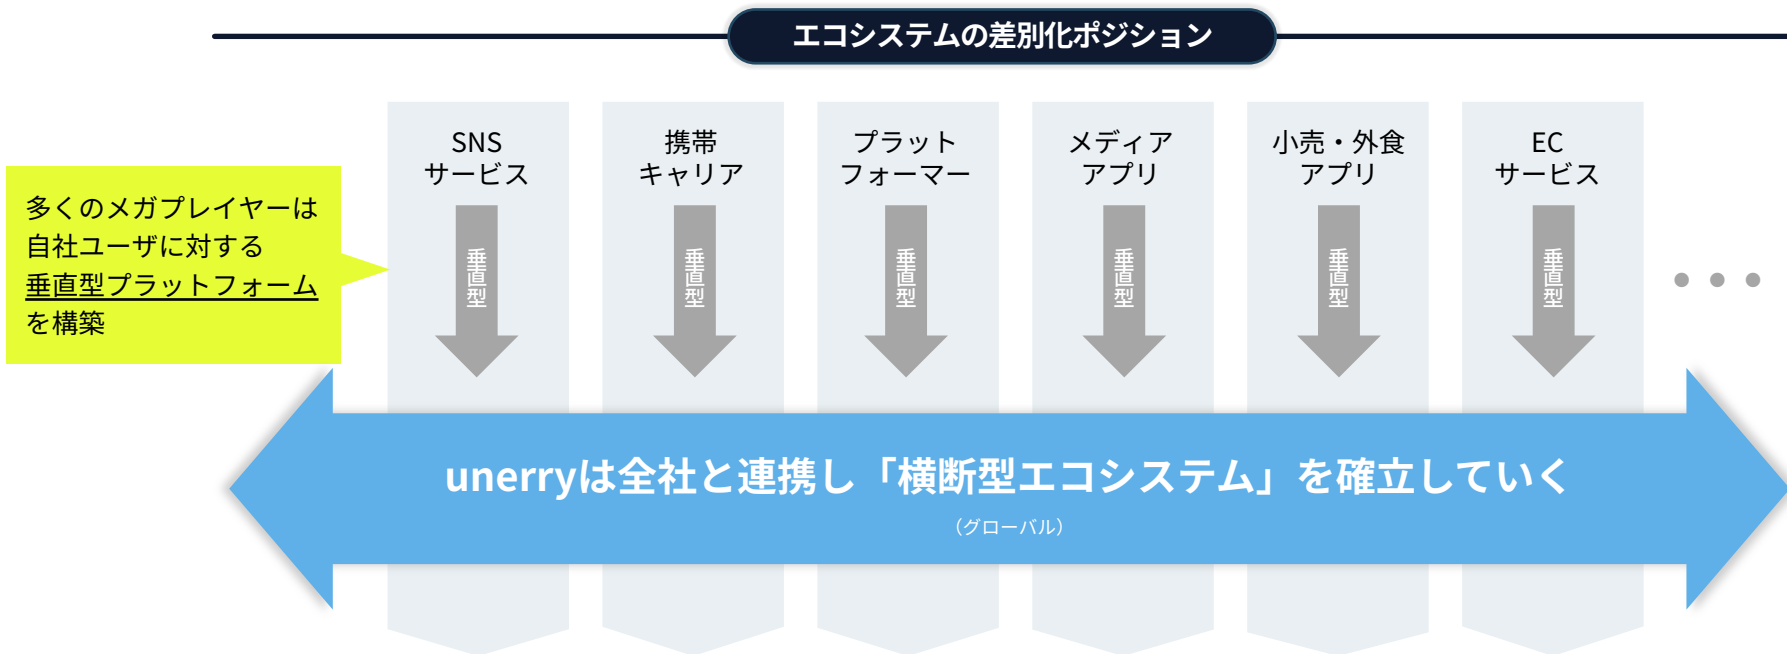 エコシステムの差別化ポジション
SNS
サービス
携帯
キャリア
プラット
フォーマー
メディア
アプリ
小売・外食
アプリ
EC
サービス
多くのメガプレイヤーは
自社ユーザに対する
垂直型プラットフォーム
を構築
垂直型
垂直型
垂直型
垂直型
垂直型
垂直型
unerryは全社と連携し「横断型エコシステム」を確立していく
（グローバル）